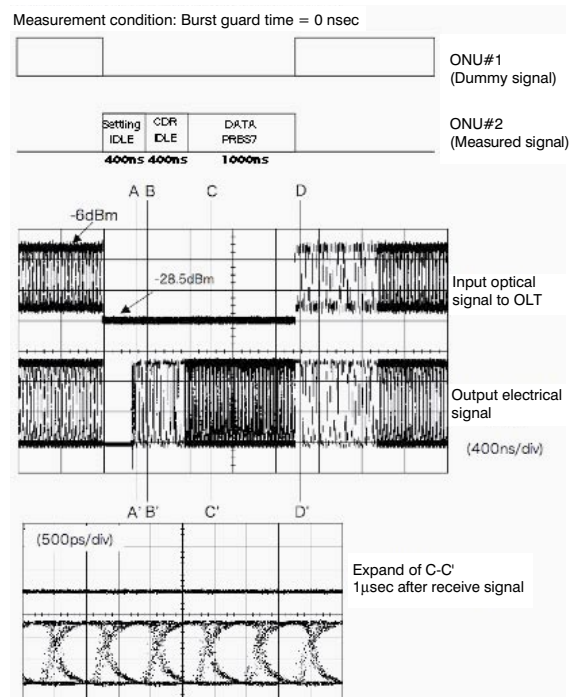 Measurement condition: Burst guard time = 0 nsec
ONU#1
(Dummy signal)
Settling
IDLE
CDR
IDLE
DATA
PRBS7
ONU#2
(Measured signal)
400ns 400ns 1000ns
A B C D
-6dBm
-28.5dBm
Input optical
signal to OLT
Output electrical
signal
(400ns/div)
A' B' C' D'
(500ps/div)
Expand of C-C'
1μsec after receive signal